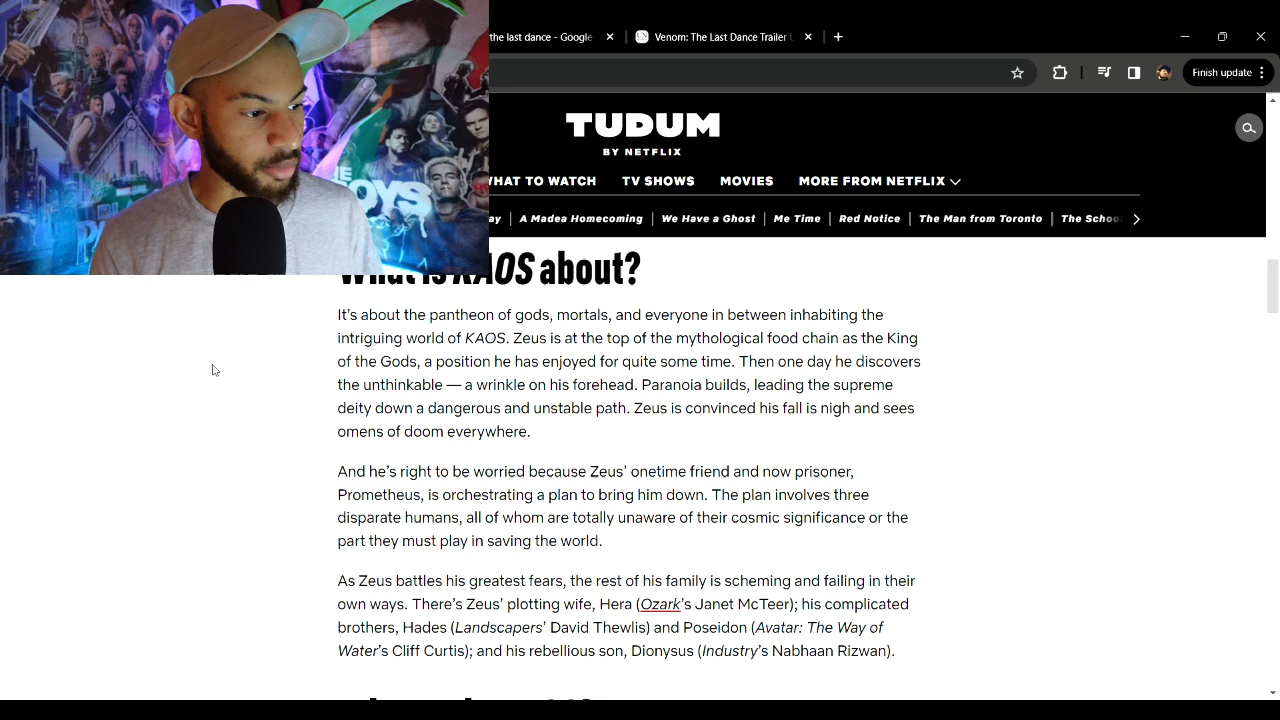 the last dance - Google
Venom: The Last Dance Trailer
Finish update
TUDUM
BY NETFLIX
WHAT TO WATCH
TV SHOWS
MOVIES
MORE FROM NETFLIX
A Madea Homecoming
We Have a Ghost
Me Time
Red Notice
The Man from Toronto
The Schoo
What is KAOS about?
It's about the pantheon of gods, mortals, and everyone in between inhabiting the
intriguing world of KAOS. Zeus is at the top of the mythological food chain as the King
of the Gods, a position he has enjoyed for quite some time. Then one day he discovers
the unthinkable — a wrinkle on his forehead. Paranoia builds, leading the supreme
deity down a dangerous and unstable path. Zeus is convinced his fall is nigh and sees
omens of doom everywhere.
And he's right to be worried because Zeus' onetime friend and now prisoner,
Prometheus, is orchestrating a plan to bring him down. The plan involves three
disparate humans, all of whom are totally unaware of their cosmic significance or the
part they must play in saving the world.
As Zeus battles his greatest fears, the rest of his family is scheming and failing in their
own ways. There's Zeus' plotting wife, Hera (Ozark's Janet McTeer); his complicated
brothers, Hades (Landscapers' David Thewlis) and Poseidon (Avatar: The Way of
Water's Cliff Curtis); and his rebellious son, Dionysus (Industry's Nabhaan Rizwan).